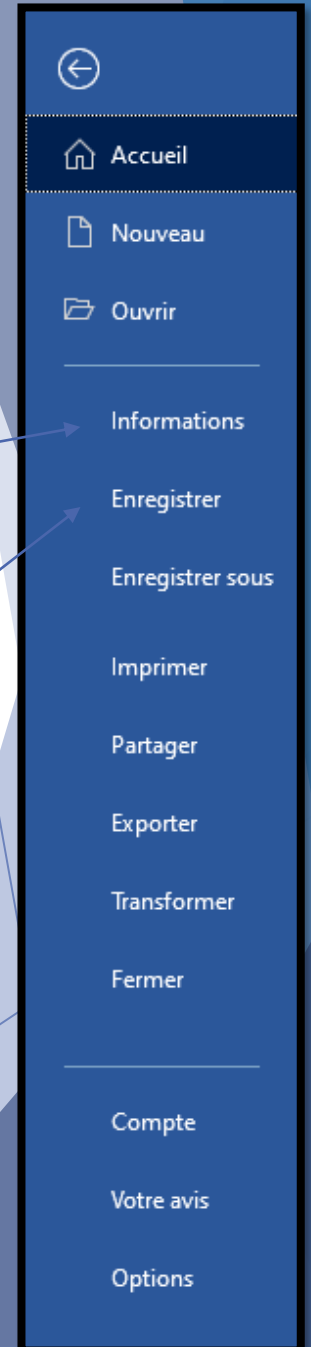 Accueil
Nouveau
Ouvrir
Informations
Enregistrer
Enregistrer sous
Imprimer
Partager
Exporter
Transformer
Fermer
Compte
Votre avis
Options